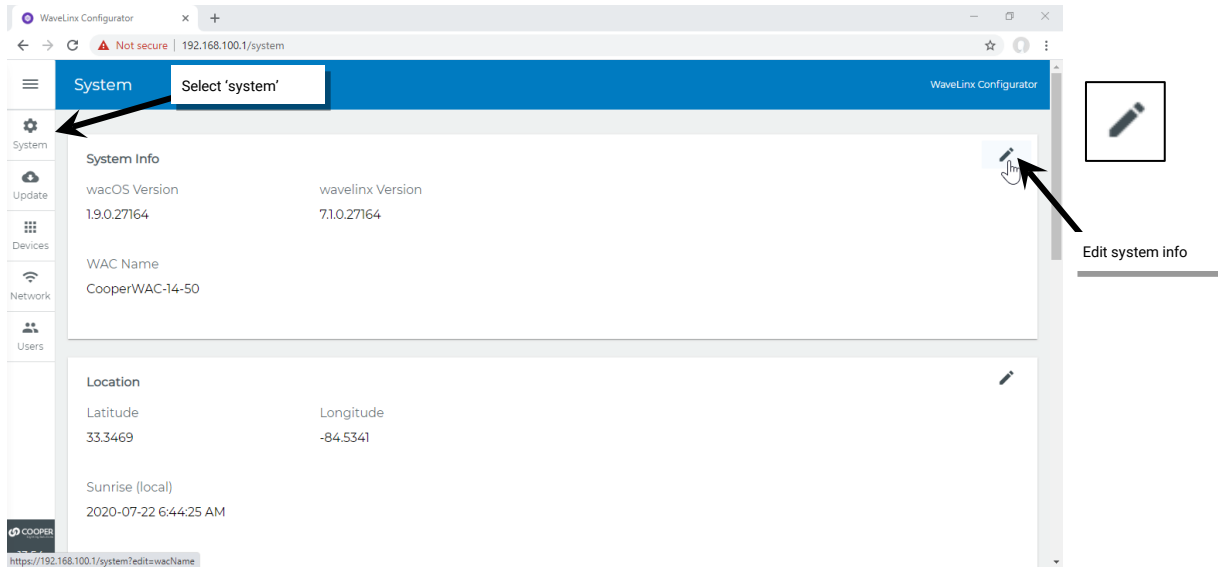 WaveLinx Configurator
Not secure | 192.168.100.1/system
System
Select ‘system’
WaveLinx Configurator
System
Update
Devices
Network
Users
System Info
wacOS Version wavelinx Version
1.9.0.27164 7.1.0.27164
WAC Name
CooperWAC-14-50
Edit system info
Location
Latitude Longitude
33.3469 -84.5341
Sunrise (local)
2020-07-22 6:44:25 AM
COOPER
https://192.168.100.1/system?edit=wacName